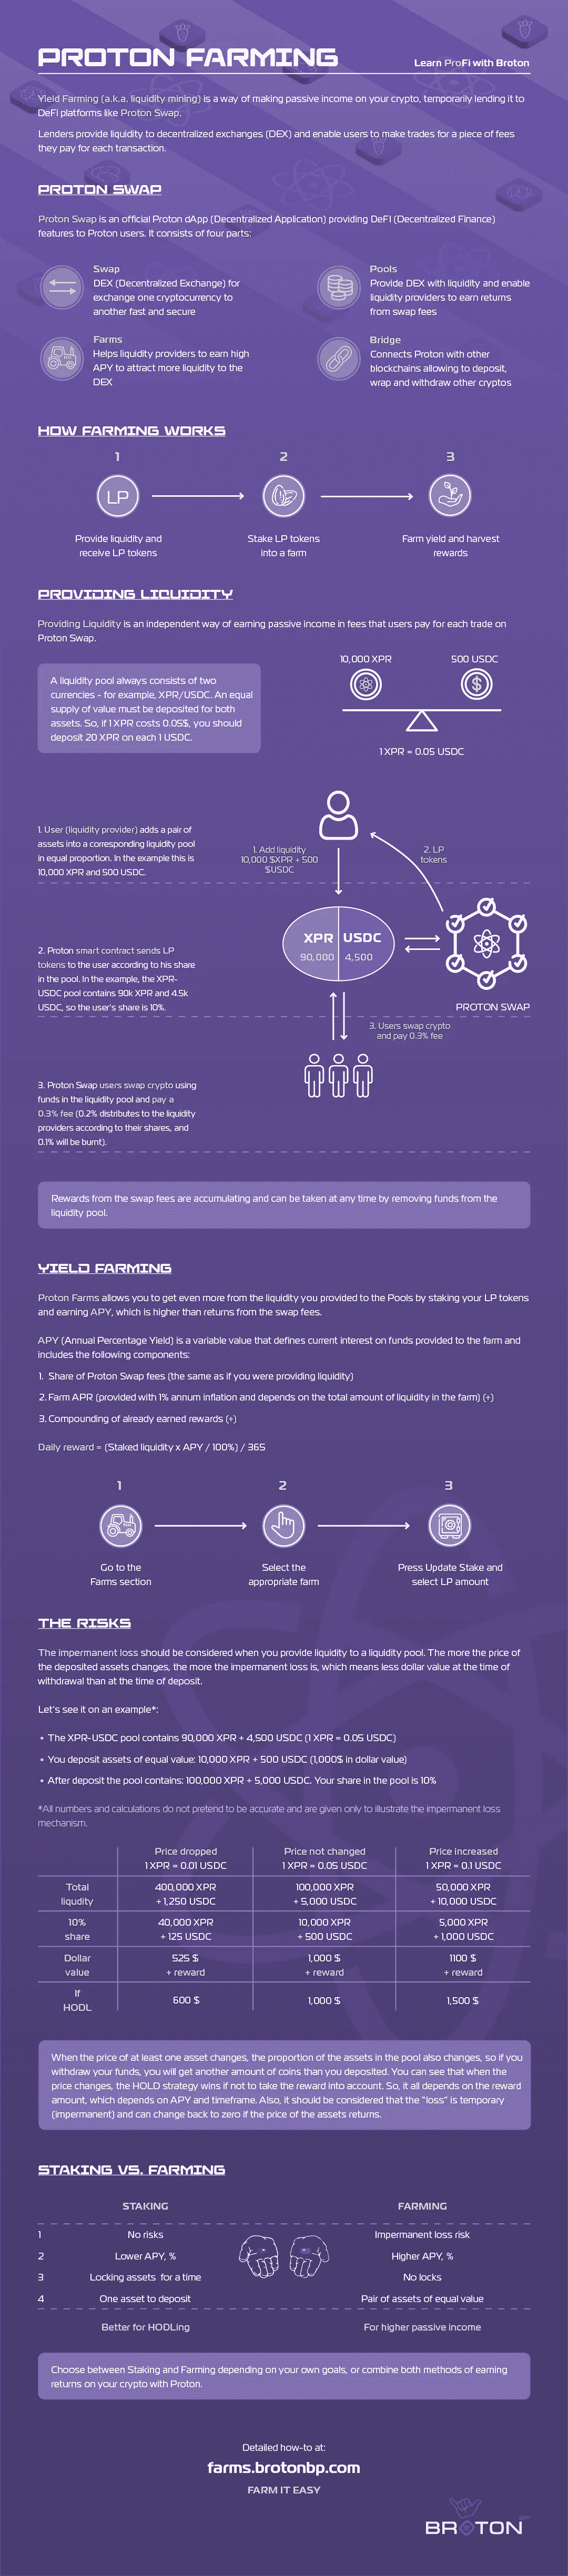 PROTON FARMING
Learn ProFi with Broton
Yield Farming (a.k.a. liquidity mining) is a way of making passive income on your crypto, temporarily lending it to
DeFi platforms like Proton Swap.
Lenders provide liquidity to decentralized exchanges (DEX) and enable users to make trades for a piece of fees
they pay for each transaction.
PROTON SWAP
Proton Swap is an official Proton dApp (Decentralized Application) providing DeFI (Decentralized Finance)
features to Proton users. It consists of four parts:
Swap
DEX (Decentralized Exchange) for
exchange one cryptocurrency to
another fast and secure
Pools
Provide DEX with liquidity and enable
liquidity providers to earn returns
from swap fees
Farms
Helps liquidity providers to earn high
APY to attract more liquidity to the
DEX
Bridge
Connects Proton with other
blockchains allowing to deposit,
wrap and withdraw other cryptos
HOW FARMING WORKS
1
2
3
LP
Provide liquidity and
receive LP tokens
Stake LP tokens
into a farm
Farm yield and harvest
rewards
PROVIDING LIQUIDITY
Providing Liquidity is an independent way of earning passive income in fees that users pay for each trade on
Proton Swap.
A liquidity pool always consists of two
currencies - for example, XPR/USDC. An equal
supply of value must be deposited for both
assets. So, if 1 XPR costs 0.05$, you should
deposit 20 XPR on each 1 USDC.
10,000 XPR
500 USDC
$
1 XPR = 0.05 USDC
1. User (liquidity provider) adds a pair of
assets into a corresponding liquidity pool
in equal proportion. In the example this is
10,000 XPR and 500 USDC.
1. Add liquidity
10,000 $XPR + 500
$USDC
2. LP
tokens
2. Proton smart contract sends LP
tokens to the user according to his share
in the pool. In the example, the XPR-
USDC pool contains 90k XPR and 4.5k
USDC, so the user's share is 10%.
XPR
USDC
90,000
4,500
PROTON SWAP
3. Users swap crypto
and pay 0.3% fee
3. Proton Swap users swap crypto using
funds in the liquidity pool and pay a
0.3% fee (0.2% distributes to the liquidity
providers according to their shares, and
0.1% will be burnt).
Rewards from the swap fees are accumulating and can be taken at any time by removing funds from the
liquidity pool.
YIELD FARMING
Proton Farms allows you to get even more from the liquidity you provided to the Pools by staking your LP tokens
and earning APY, which is higher than returns from the swap fees.
APY (Annual Percentage Yield) is a variable value that defines current interest on funds provided to the farm and
includes the following components:
1. Share of Proton Swap fees (the same as if you were providing liquidity)
2. Farm APR (provided with 1% annum inflation and depends on the total amount of liquidity in the farm) (+)
3. Compounding of already earned rewards (+)
Daily reward = (Staked liquidity x APY / 100%) / 365
1
2
3
Go to the
Farms section
Select the
appropriate farm
Press Update Stake and
select LP amount
THE RISKS
The impermanent loss should be considered when you provide liquidity to a liquidity pool. The more the price of
the deposited assets changes, the more the impermanent loss is, which means less dollar value at the time of
withdrawal than at the time of deposit.
Let's see it on an example*:
• The XPR-USDC pool contains 90,000 XPR + 4,500 USDC (1 XPR = 0.05 USDC)
• You deposit assets of equal value: 10,000 XPR + 500 USDC (1,000$ in dollar value)
• After deposit the pool contains: 100,000 XPR + 5,000 USDC. Your share in the pool is 10%
*All numbers and calculations do not pretend to be accurate and are given only to illustrate the impermanent loss
mechanism.
Price dropped
1 XPR = 0.01 USDC
Price not changed
1 XPR = 0.05 USDC
Price increased
1 XPR = 0.1 USDC
Total
liqudity
400,000 XPR
+ 1,250 USDC
100,000 XPR
+ 5,000 USDC
50,000 XPR
+ 10,000 USDC
10%
share
40,000 XPR
+ 125 USDC
10,000 XPR
+ 500 USDC
5,000 XPR
+ 1,000 USDC
Dollar
value
525 $
+ reward
1,000 $
+ reward
1100 $
+ reward
If
HODL
600 $
1,000 $
1,500 $
When the price of at least one asset changes, the proportion of the assets in the pool also changes, so if you
withdraw your funds, you will get another amount of coins than you deposited. You can see that when the
price changes, the HOLD strategy wins if not to take the reward into account. So, it all depends on the reward
amount, which depends on APY and timeframe. Also, it should be considered that the "loss" is temporary
(impermanent) and can change back to zero if the price of the assets returns.
STAKING VS. FARMING
STAKING
FARMING
1
No risks
Impermanent loss risk
2
Lower APY, %
Higher APY, %
3
Locking assets for a time
No locks
4
One asset to deposit
Pair of assets of equal value
Better for HODLing
For higher passive income
Choose between Staking and Farming depending on your own goals, or combine both methods of earning
returns on your crypto with Proton.
Detailed how-to at:
farms.brotonbp.com
FARM IT EASY
BROTON